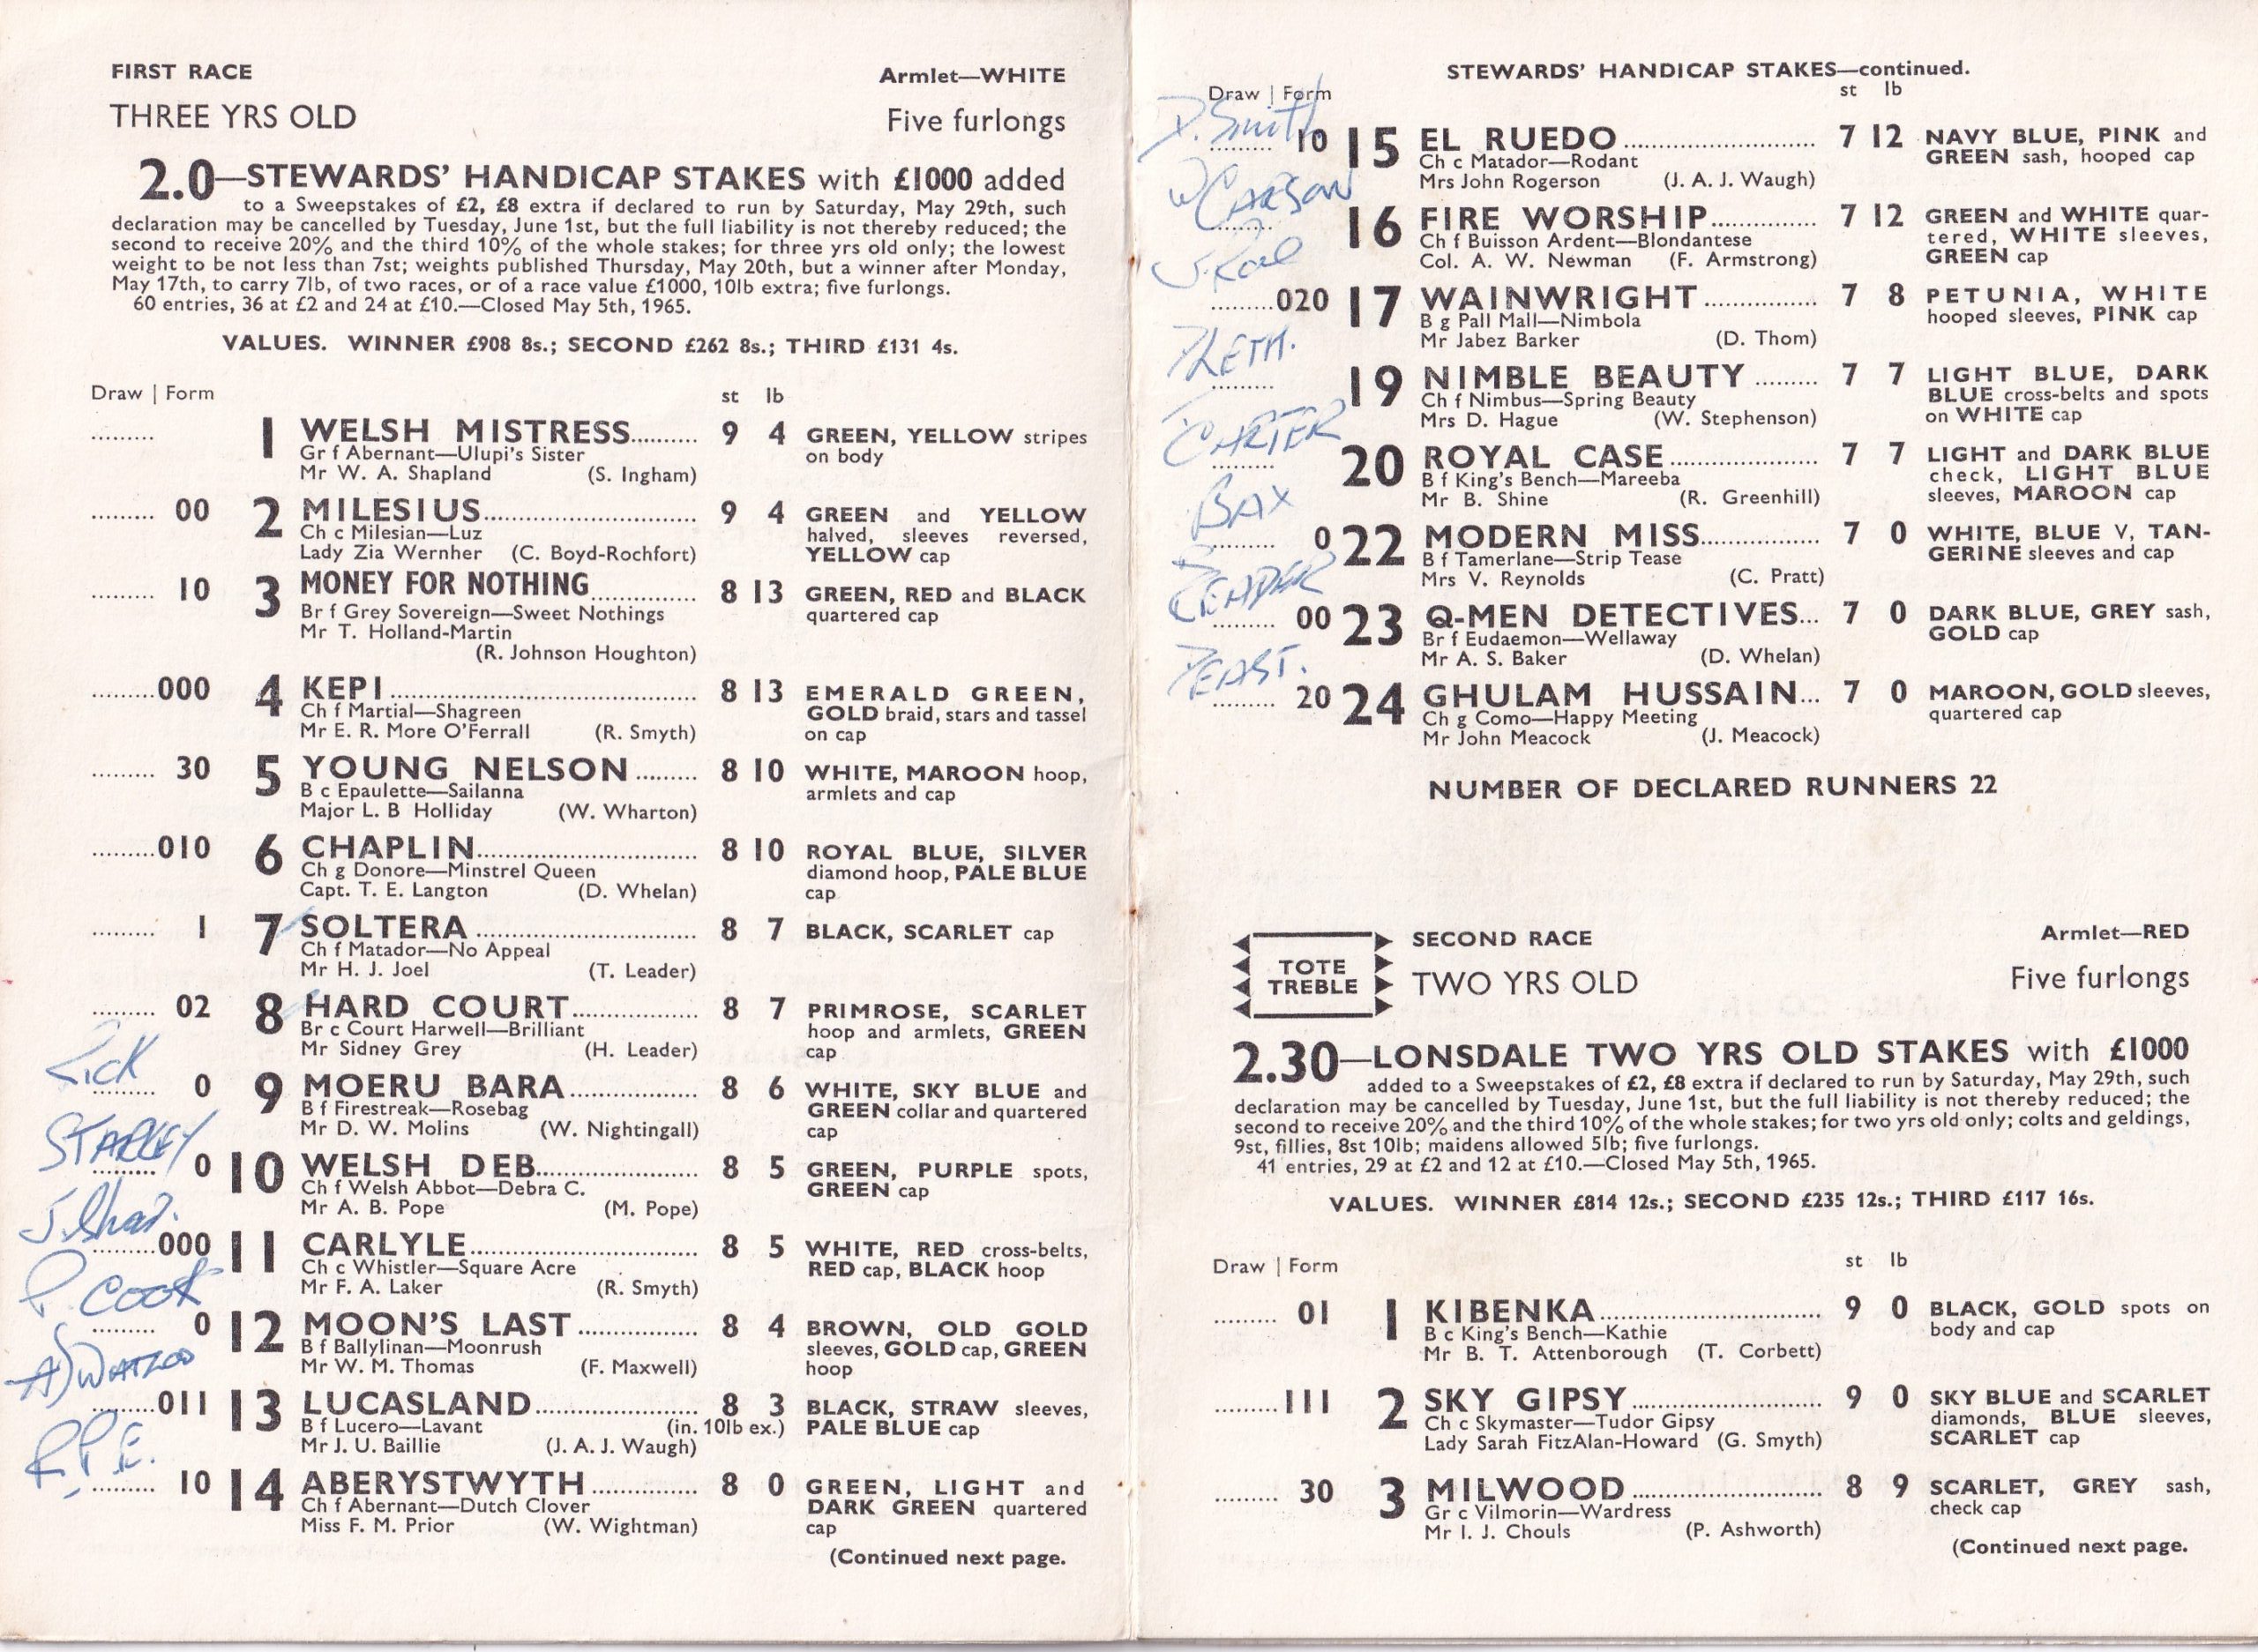 FIRST RACE Armlet—WHITE
THREE YRS OLD Five furlongs
2.0—STEWARDS' HANDICAP STAKES with £1000 added
to a Sweepstakes of £2, £8 extra if declared to run by Saturday, May 29th, such
declaration may be cancelled by Tuesday, June 1st, but the full liability is not thereby reduced; the
second to receive 20% and the third 10% of the whole stakes; for three yrs old only; the lowest
weight to be not less than 7st; weights published Thursday, May 20th, but a winner after Monday,
May 17th, to carry 7lb, of two races, or of a race value £1000, 10lb extra; five furlongs.
60 entries, 36 at £2 and 24 at £10.—Closed May 5th, 1965.
VALUES. WINNER £908 8s.; SECOND £262 8s.; THIRD £131 4s.
Draw | Form st lb
......... 1 WELSH MISTRESS.......... 9 4 GREEN, YELLOW stripes
Gr f Abernant—Ulupi's Sister on body
Mr W. A. Shapland (S. Ingham)
......... 00 2 MILESIUS.......... 9 4 GREEN and YELLOW
Ch c Milesian—Luz halved, sleeves reversed,
Lady Zia Wernher (C. Boyd-Rochfort) YELLOW cap
......... 10 3 MONEY FOR NOTHING.......... 8 13 GREEN, RED and BLACK
Br f Grey Sovereign—Sweet Nothings quartered cap
Mr T. Holland-Martin
(R. Johnson Houghton)
.........000 4 KEPI.......... 8 13 EMERALD GREEN,
Ch f Martial—Shagreen GOLD braid, stars and tassel
Mr E. R. More O'Ferrall (R. Smyth) on cap
......... 30 5 YOUNG NELSON ......... 8 10 WHITE, MAROON hoop,
B c Epaulette—Sailanna armlets and cap
Major L. B Holliday (W. Wharton)
.........010 6 CHAPLIN.......... 8 10 ROYAL BLUE, SILVER
Ch g Donore—Minstrel Queen diamond hoop, PALE BLUE
Capt. T. E. Langton (D. Whelan) cap
......... 1 7 SOLTERA .......... 8 7 BLACK, SCARLET cap
Ch f Matador—No Appeal
Mr H. J. Joel (T. Leader)
......... 02 8 HARD COURT.......... 8 7 PRIMROSE, SCARLET
Br c Court Harwell—Brilliant hoop and armlets, GREEN
Mr Sidney Grey (H. Leader) cap
......... 0 9 MOERU BARA.......... 8 6 WHITE, SKY BLUE and
B f Firestreak—Rosebag GREEN collar and quartered
Mr D. W. Molins (W. Nightingall) cap
STARKEY
......... 0 10 WELSH DEB.......... 8 5 GREEN, PURPLE spots,
Ch f Welsh Abbot—Debra C. GREEN cap
Mr A. B. Pope (M. Pope)
.........000 11 CARLYLE.......... 8 5 WHITE, RED cross-belts,
Ch c Whistler—Square Acre RED cap, BLACK hoop
Mr F. A. Laker (R. Smyth)
P. COOK
......... 0 12 MOON'S LAST .......... 8 4 BROWN, OLD GOLD
B f Ballylinan—Moonrush sleeves, GOLD cap, GREEN
Mr W. M. Thomas (F. Maxwell) hoop
.........011 13 LUCASLAND.......... 8 3 BLACK, STRAW sleeves,
B f Lucero—Lavant (in. 10lb ex.) PALE BLUE cap
Mr J. U. Baillie (J. A. J. Waugh)
R.P.E.
......... 10 14 ABERYSTWYTH .......... 8 0 GREEN, LIGHT and
Ch f Abernant—Dutch Clover DARK GREEN quartered
Miss F. M. Prior (W. Wightman) cap
(Continued next page.
STEWARDS' HANDICAP STAKES—continued.
Draw | Form st lb
D. Smith
......... 10 15 EL RUEDO .......... 7 12 NAVY BLUE, PINK and
Ch c Matador—Rodant GREEN sash, hooped cap
Mrs John Rogerson (J. A. J. Waugh)
W CARSON
......... 16 FIRE WORSHIP.......... 7 12 GREEN and WHITE quar-
Ch f Buisson Ardent—Blondantese tered, WHITE sleeves,
Col. A. W. Newman (F. Armstrong) GREEN cap
.........020 17 WAINWRIGHT.......... 7 8 PETUNIA, WHITE
B g Pall Mall—Nimbola hooped sleeves, PINK cap
Mr Jabez Barker (D. Thom)
......... 19 NIMBLE BEAUTY ......... 7 7 LIGHT BLUE, DARK
Ch f Nimbus—Spring Beauty BLUE cross-belts and spots
Mrs D. Hague (W. Stephenson) on WHITE cap
CARTER
......... 20 ROYAL CASE.......... 7 7 LIGHT and DARK BLUE
B f King's Bench—Mareeba check, LIGHT BLUE
Mr B. Shine (R. Greenhill) sleeves, MAROON cap
BAX
......... 0 22 MODERN MISS.......... 7 0 WHITE, BLUE V, TAN-
B f Tamerlane—Strip Tease GERINE sleeves and cap
Mrs V. Reynolds (C. Pratt)
......... 00 23 Q-MEN DETECTIVES... 7 0 DARK BLUE, GREY sash,
Br f Eudaemon—Wellaway GOLD cap
Mr A. S. Baker (D. Whelan)
......... 20 24 GHULAM HUSSAIN... 7 0 MAROON, GOLD sleeves,
Ch g Como—Happy Meeting quartered cap
Mr John Meacock (J. Meacock)
NUMBER OF DECLARED RUNNERS 22
TOTE TREBLE
SECOND RACE Armlet—RED
TWO YRS OLD Five furlongs
2.30—LONSDALE TWO YRS OLD STAKES with £1000
added to a Sweepstakes of £2, £8 extra if declared to run by Saturday, May 29th, such
declaration may be cancelled by Tuesday, June 1st, but the full liability is not thereby reduced; the
second to receive 20% and the third 10% of the whole stakes; for two yrs old only; colts and geldings,
9st, fillies, 8st 10lb; maidens allowed 5lb; five furlongs.
41 entries, 29 at £2 and 12 at £10.—Closed May 5th, 1965.
VALUES. WINNER £814 12s.; SECOND £235 12s.; THIRD £117 16s.
Draw | Form st lb
......... 01 1 KIBENKA.......... 9 0 BLACK, GOLD spots on
B c King's Bench—Kathie body and cap
Mr B. T. Attenborough (T. Corbett)
.........111 2 SKY GIPSY.......... 9 0 SKY BLUE and SCARLET
Ch c Skymaster—Tudor Gipsy diamonds, BLUE sleeves,
Lady Sarah FitzAlan-Howard (G. Smyth) SCARLET cap
......... 30 3 MILWOOD .......... 8 9 SCARLET, GREY sash,
Gr c Vilmorin—Wardress check cap
Mr I. J. Chouls (P. Ashworth)
(Continued next page.